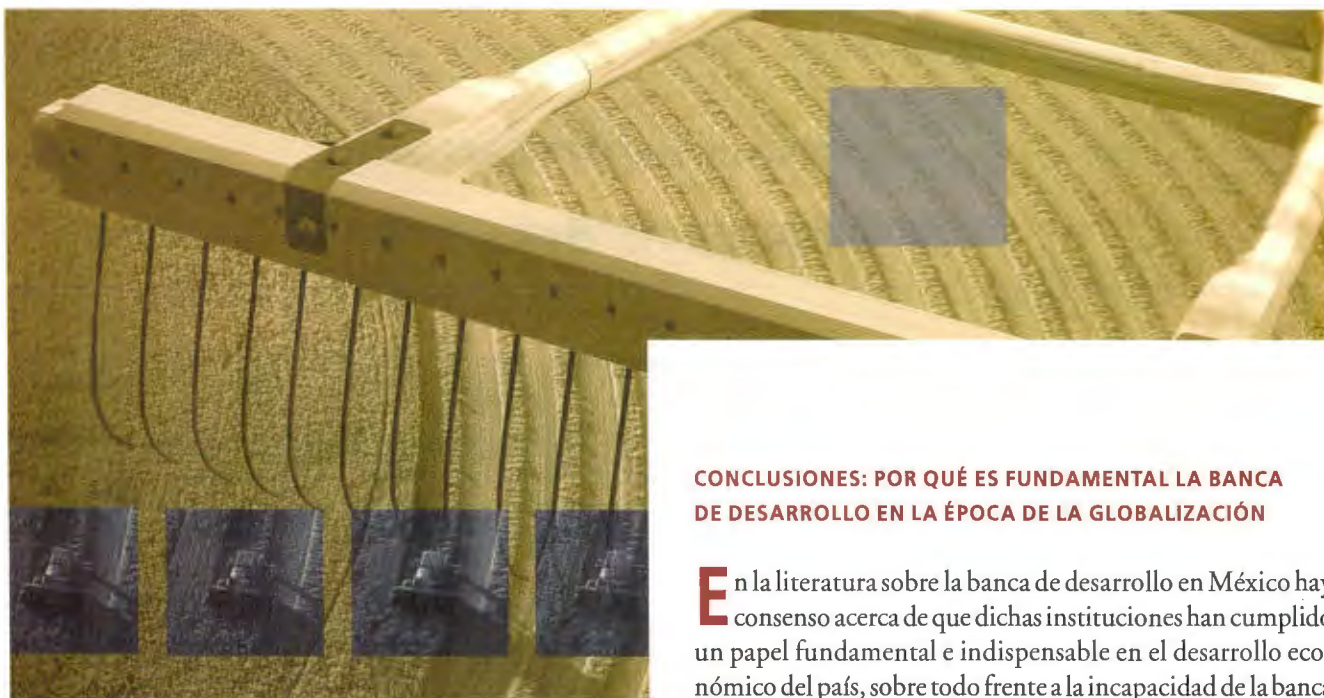 CONCLUSIONES: POR QUÉ ES FUNDAMENTAL LA BANCA
DE DESARROLLO EN LA ÉPOCA DE LA GLOBALIZACIÓN
En la literatura sobre la banca de desarrollo en México hay
consenso acerca de que dichas instituciones han cumplido
un papel fundamental e indispensable en el desarrollo eco-
nómico del país, sobre todo frente a la incapacidad de la banca